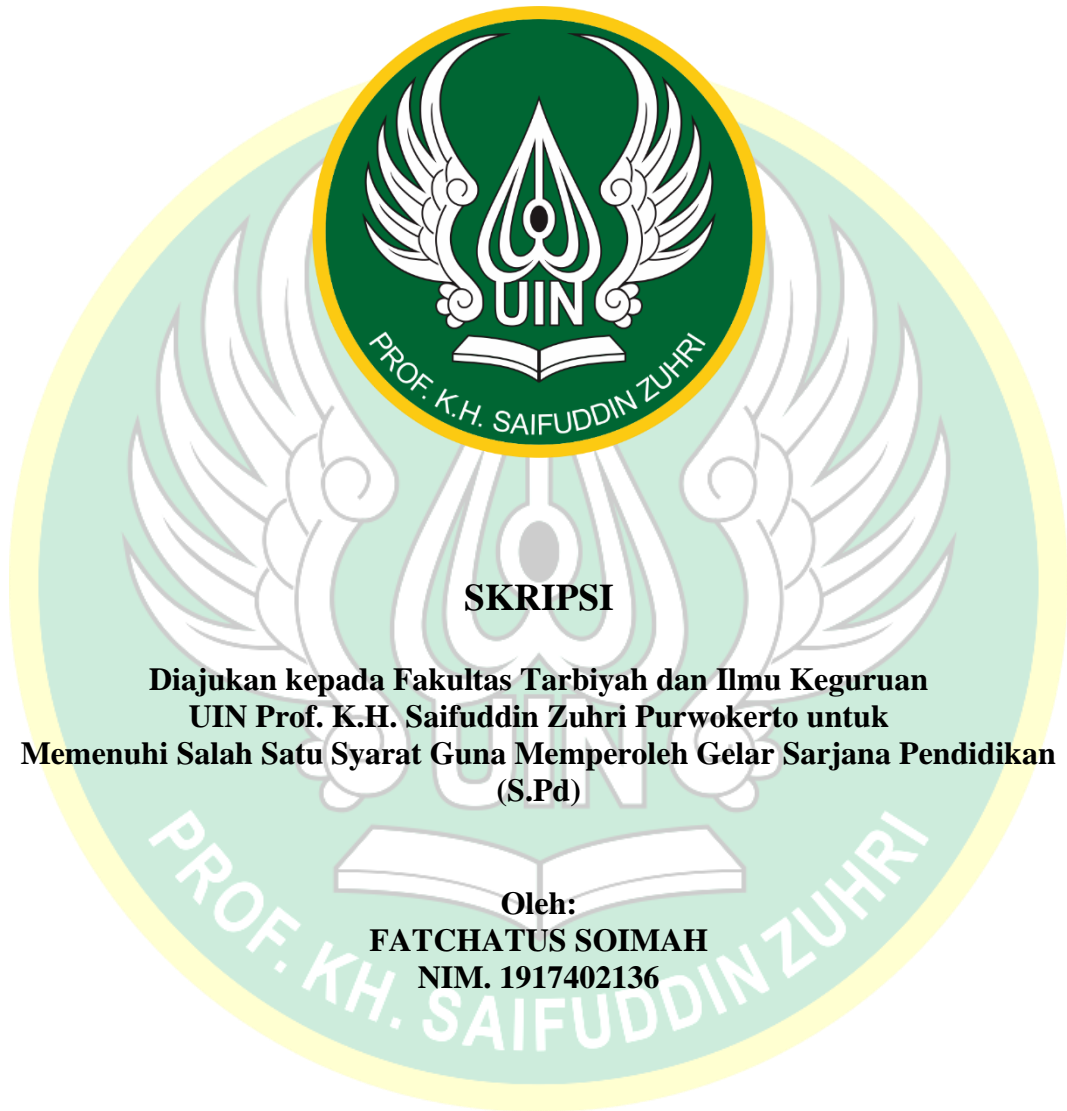 UIN
PROF. K.H. SAIFUDDIN ZUHRI
SKRIPSI
Diajukan kepada Fakultas Tarbiyah dan Ilmu Keguruan
UIN Prof. K.H. Saifuddin Zuhri Purwokerto untuk
Memenuhi Salah Satu Syarat Guna Memperoleh Gelar Sarjana Pendidikan
(S.Pd)
UIN
Oleh:
FATCHATUS SOIMAH
NIM. 1917402136
PROF. KH. SAIFUDDIN ZUHRI